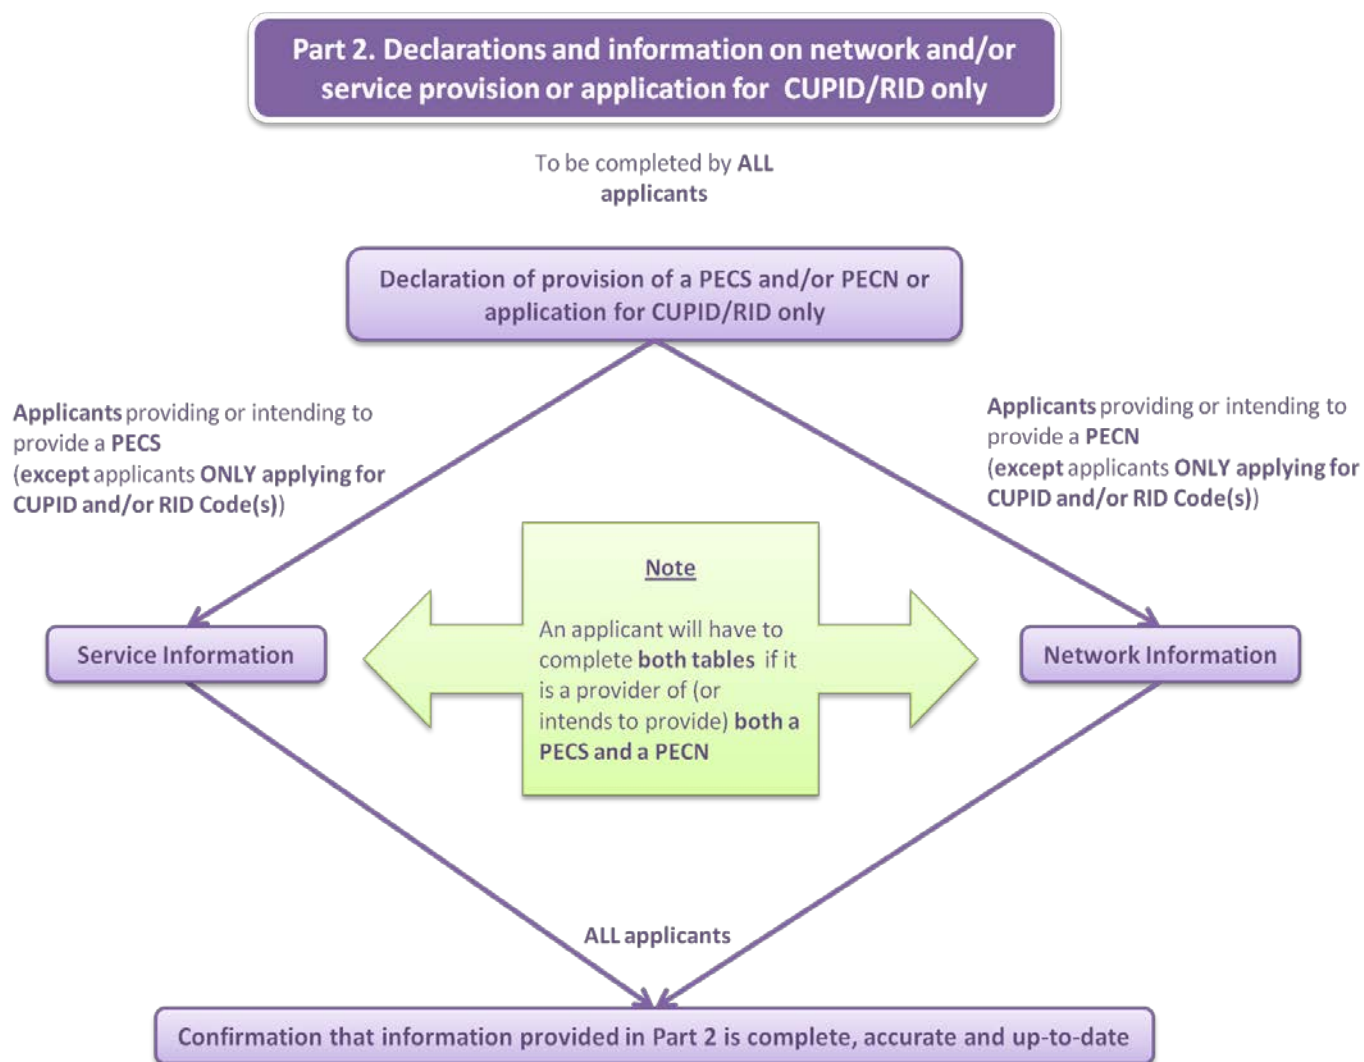 Part 2. Declarations and information on network and/or
service provision or application for CUPID/RID only
To be completed by ALL
applicants
Declaration of provision of a PECS and/or PECN or
application for CUPID/RID only
Applicants providing or intending to
provide a PECS
(except applicants ONLY applying for
CUPID and/or RID Code(s))
Applicants providing or intending to
provide a PECN
(except applicants ONLY applying for
CUPID and/or RID Code(s))
Note
An applicant will have to
complete both tables if it
is a provider of (or
intends to provide) both a
PECS and a PECN
Service Information
Network Information
ALL applicants
Confirmation that information provided in Part 2 is complete, accurate and up-to-date